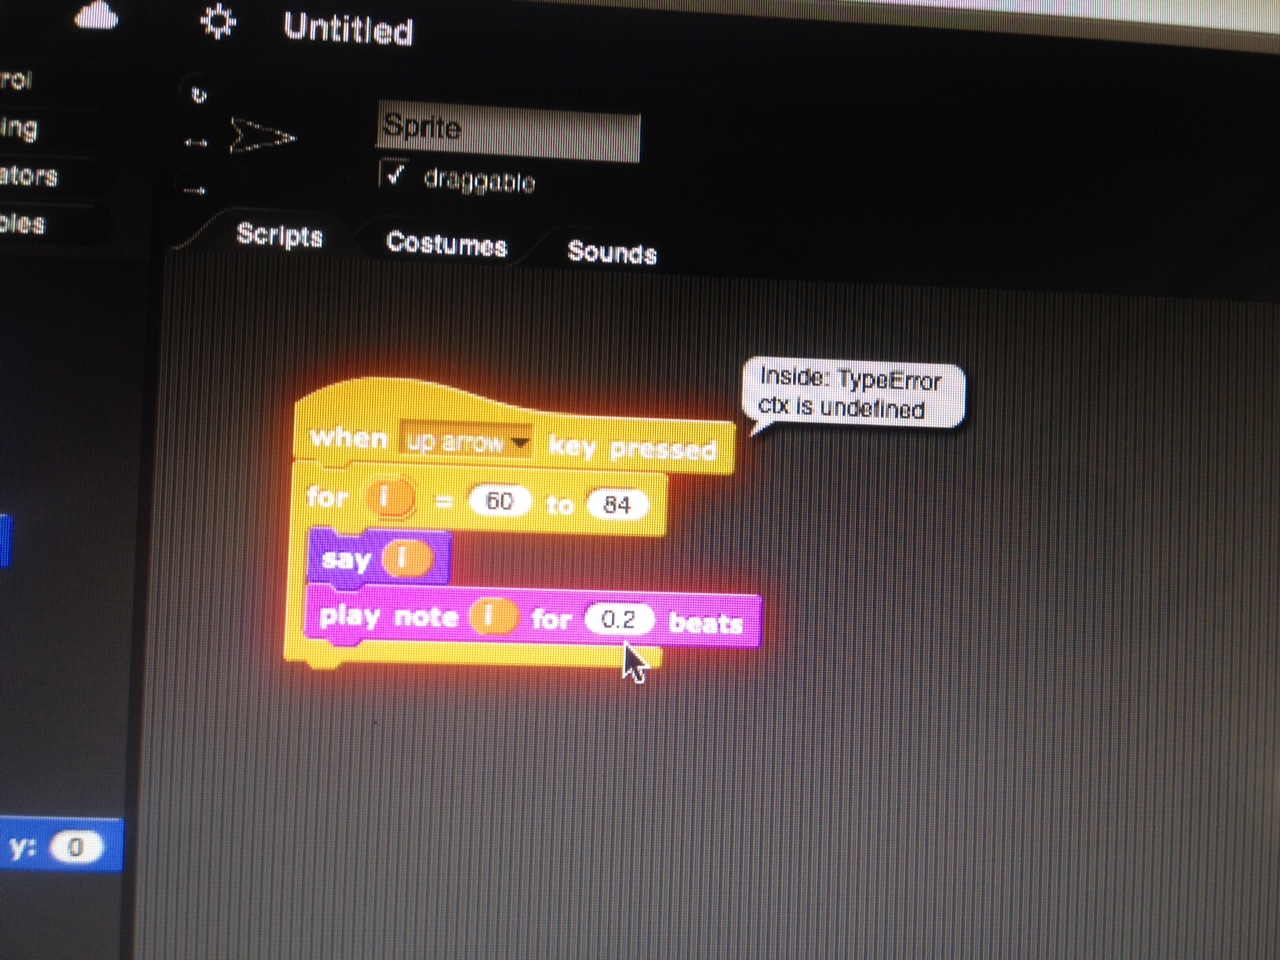 Untitled
rol
ing
ators
bles
Sprite
draggable
Scripts Costumes Sounds
Inside: TypeError
ctx is undefined
when up arrow key pressed
for i = 60 to 84
say i
play note i for 0.2 beats
y: 0